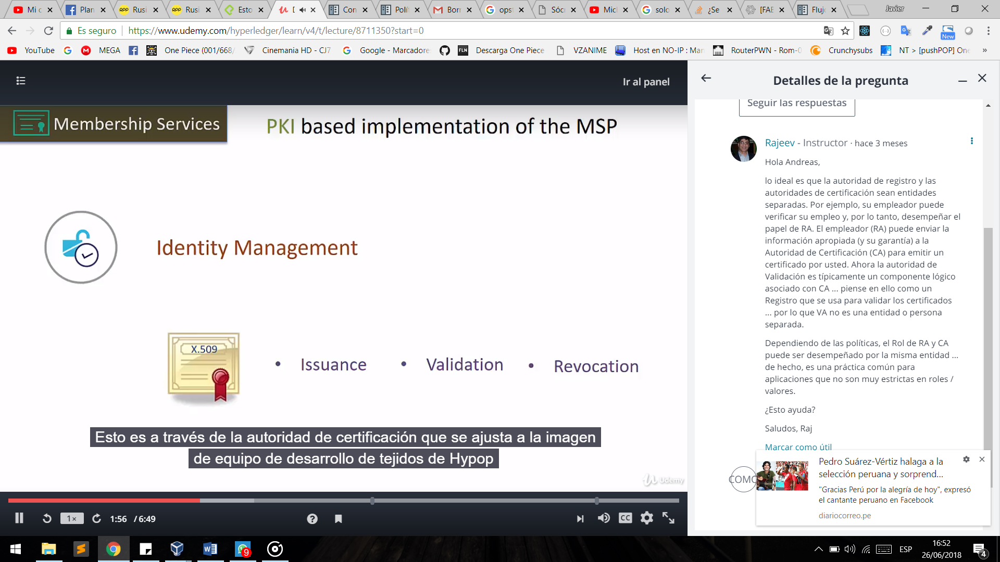 Mi c
Plan
Rusi
Rusi
Esto
Con
Polít
Borr
ops
Sócr
Micl
solo
¿Se
[FAB
Flujo
Javier
Es seguro
https://www.udemy.com/hyperledger/learn/v4/t/lecture/8711350?start=0
New
YouTube
MEGA
One Piece (001/668/
Cinemania HD - CJ7
Google - Marcadore
Descarga One Piece
VZANIME
Host en NO-IP : Man
RouterPWN - Rom-0
Crunchysubs
NT > [pushPOP] One
»
Ir al panel
Membership Services
PKI based implementation of the MSP
Identity Management
X.509
• Issuance
• Validation
• Revocation
Esto es a través de la autoridad de certificación que se ajusta a la imagen
de equipo de desarrollo de tejidos de Hypop
Udemy
1×
1:56 / 6:49
CC
Detalles de la pregunta
Seguir las respuestas
Rajeev - Instructor · hace 3 meses
Hola Andreas,
lo ideal es que la autoridad de registro y las
autoridades de certificación sean entidades
separadas. Por ejemplo, su empleador puede
verificar su empleo y, por lo tanto, desempeñar el
papel de RA. El empleador (RA) puede enviar la
información apropiada (y su garantía) a la
Autoridad de Certificación (CA) para emitir un
certificado por usted. Ahora la autoridad de
Validación es típicamente un componente lógico
asociado con CA ... piense en ello como un
Registro que se usa para validar los certificados
... por lo que VA no es una entidad o persona
separada.
Dependiendo de las políticas, el Rol de RA y CA
puede ser desempeñado por la misma entidad ...
de hecho, es una práctica común para
aplicaciones que no son muy estrictas en roles /
valores.
¿Esto ayuda?
Saludos, Raj
Marcar como útil
COMO
Pedro Suárez-Vértiz halaga a la
selección peruana y sorprend...
"Gracias Perú por la alegría de hoy", expresó
el cantante peruano en Facebook
diariocorreo.pe
9
ESP
16:52
26/06/2018
4